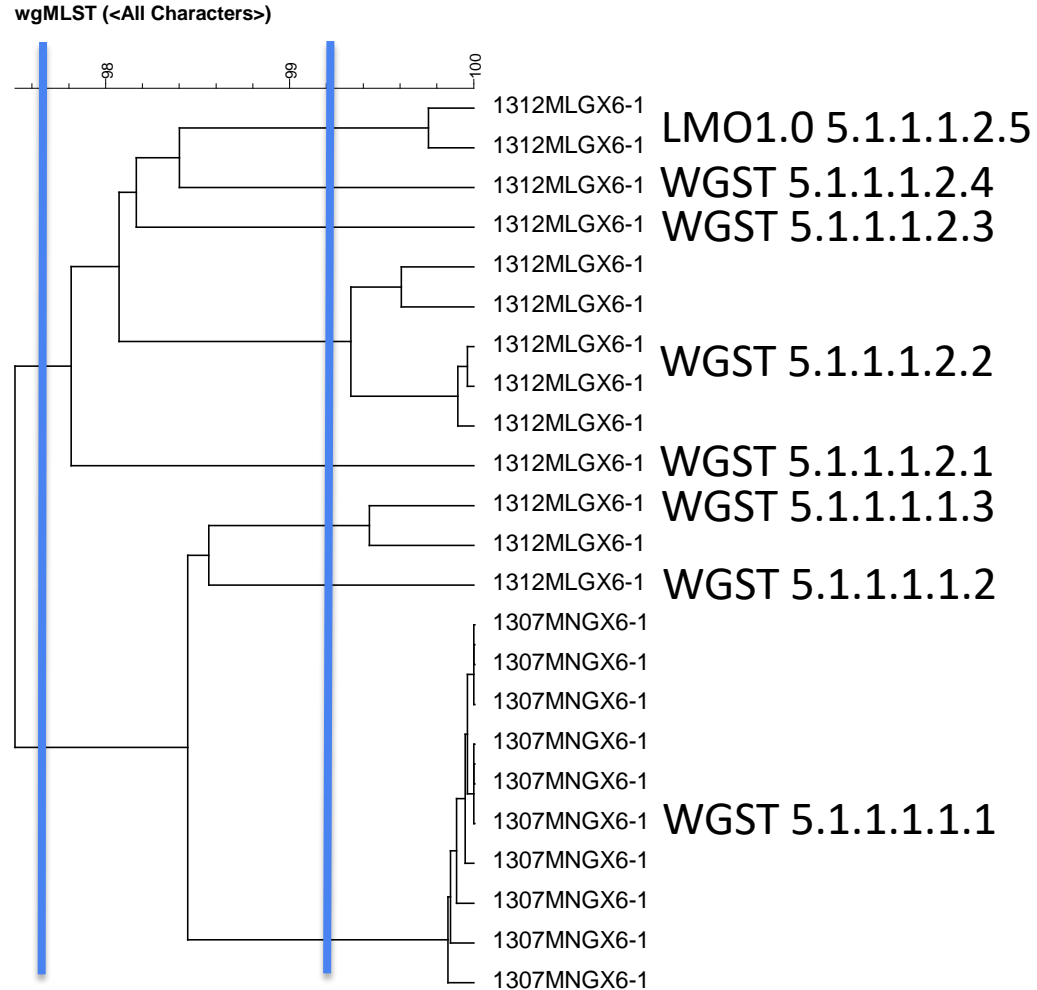 wgMLST (<All Characters>)
98
99
100
1312MLGX6-1
LMO1.0 5.1.1.1.2.5
1312MLGX6-1
1312MLGX6-1 WGST 5.1.1.1.2.4
1312MLGX6-1 WGST 5.1.1.1.2.3
1312MLGX6-1
1312MLGX6-1
1312MLGX6-1
WGST 5.1.1.1.2.2
1312MLGX6-1
1312MLGX6-1
1312MLGX6-1 WGST 5.1.1.1.2.1
1312MLGX6-1 WGST 5.1.1.1.1.3
1312MLGX6-1
1312MLGX6-1 WGST 5.1.1.1.1.2
1307MNGX6-1
1307MNGX6-1
1307MNGX6-1
1307MNGX6-1
1307MNGX6-1
1307MNGX6-1 WGST 5.1.1.1.1.1
1307MNGX6-1
1307MNGX6-1
1307MNGX6-1
1307MNGX6-1